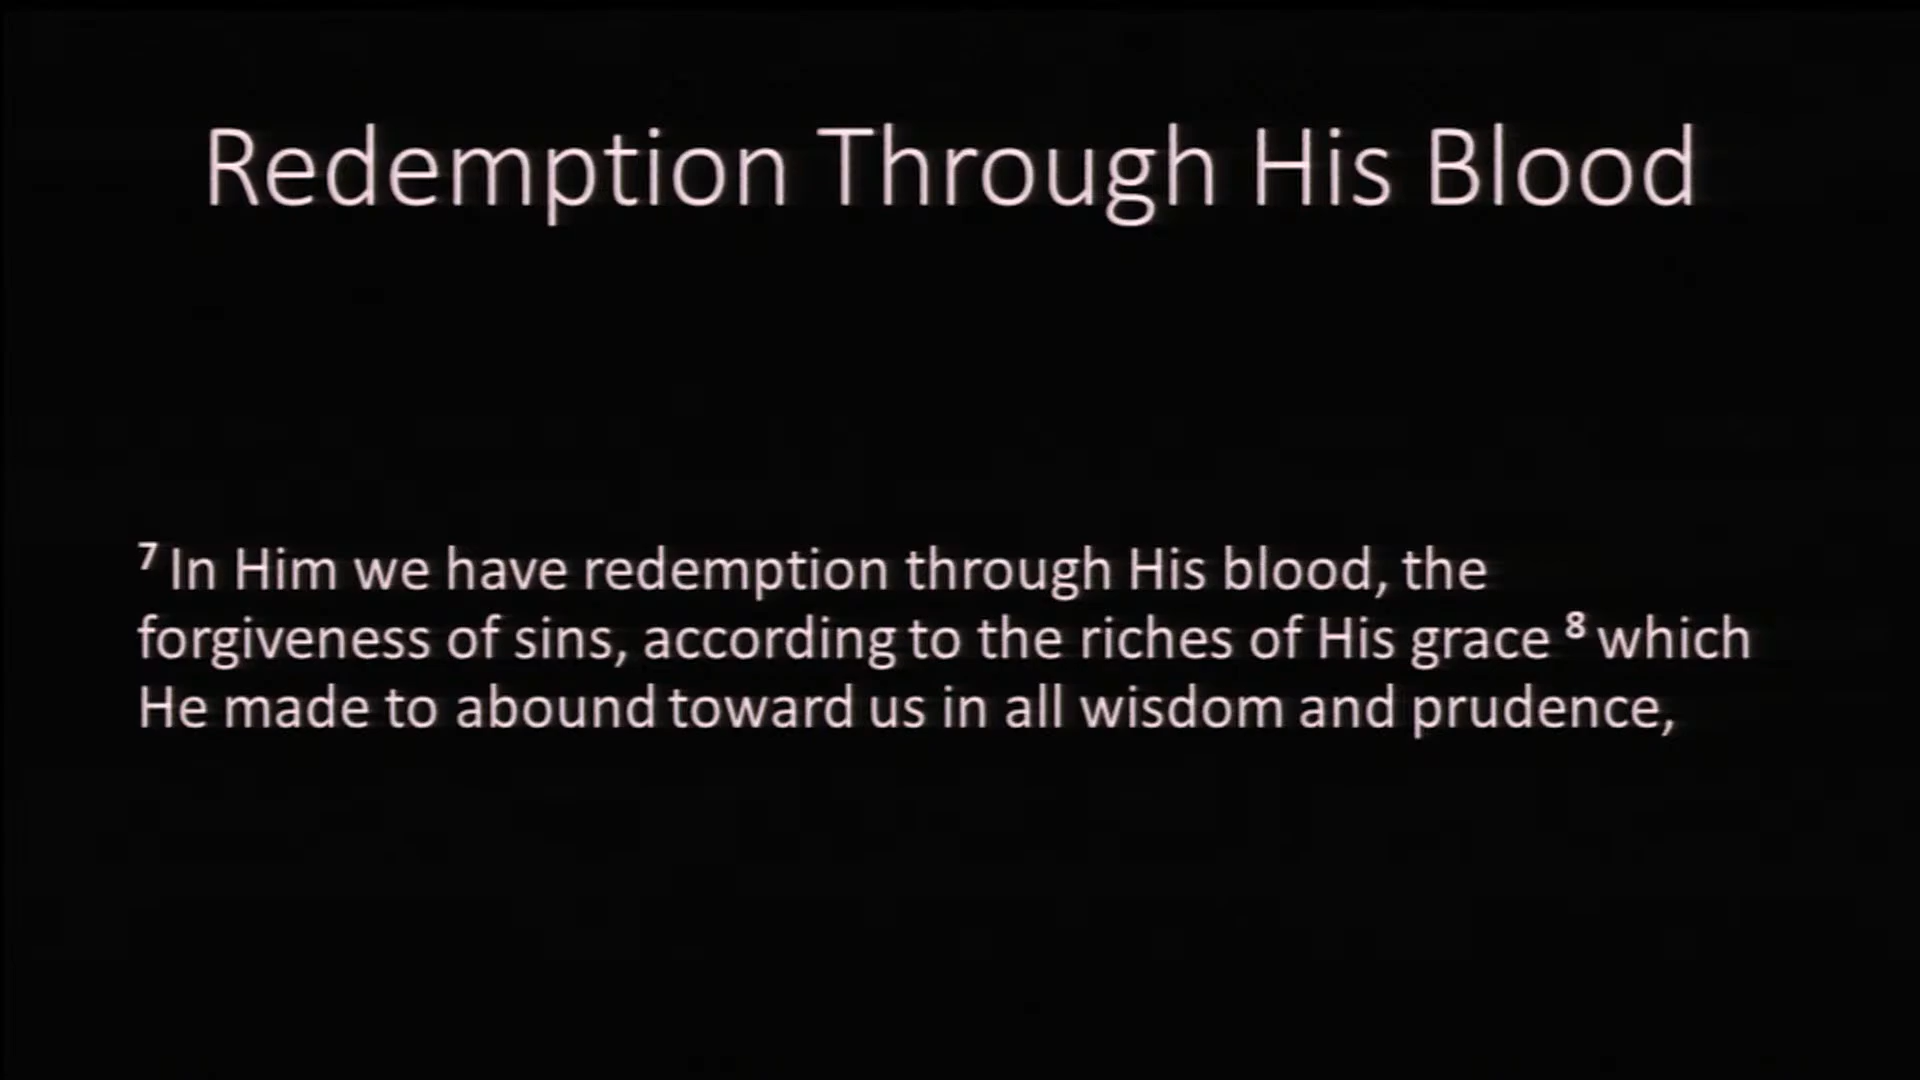 Redemption Through His Blood
⁷ In Him we have redemption through His blood, the
forgiveness of sins, according to the riches of His grace ⁸ which
He made to abound toward us in all wisdom and prudence,